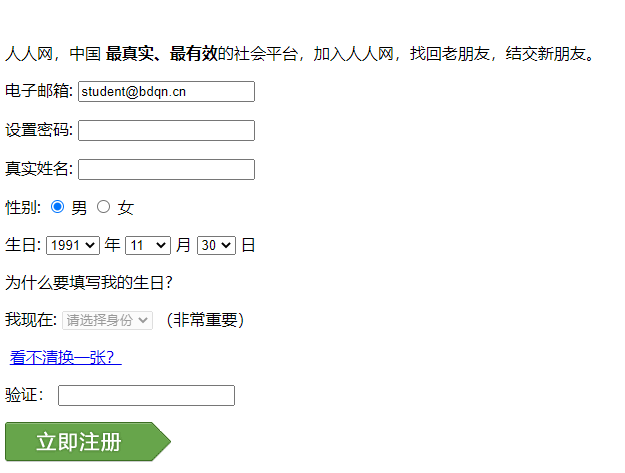 人人网，中国 最真实、最有效的社会平台，加入人人网，找回老朋友，结交新朋友。
电子邮箱: student@bdqn.cn
设置密码:
真实姓名:
性别: 男 女
生日: 1991 年 11 月 30 日
为什么要填写我的生日?
我现在: 请选择身份 （非常重要）
看不清换一张？
验证：
立即注册